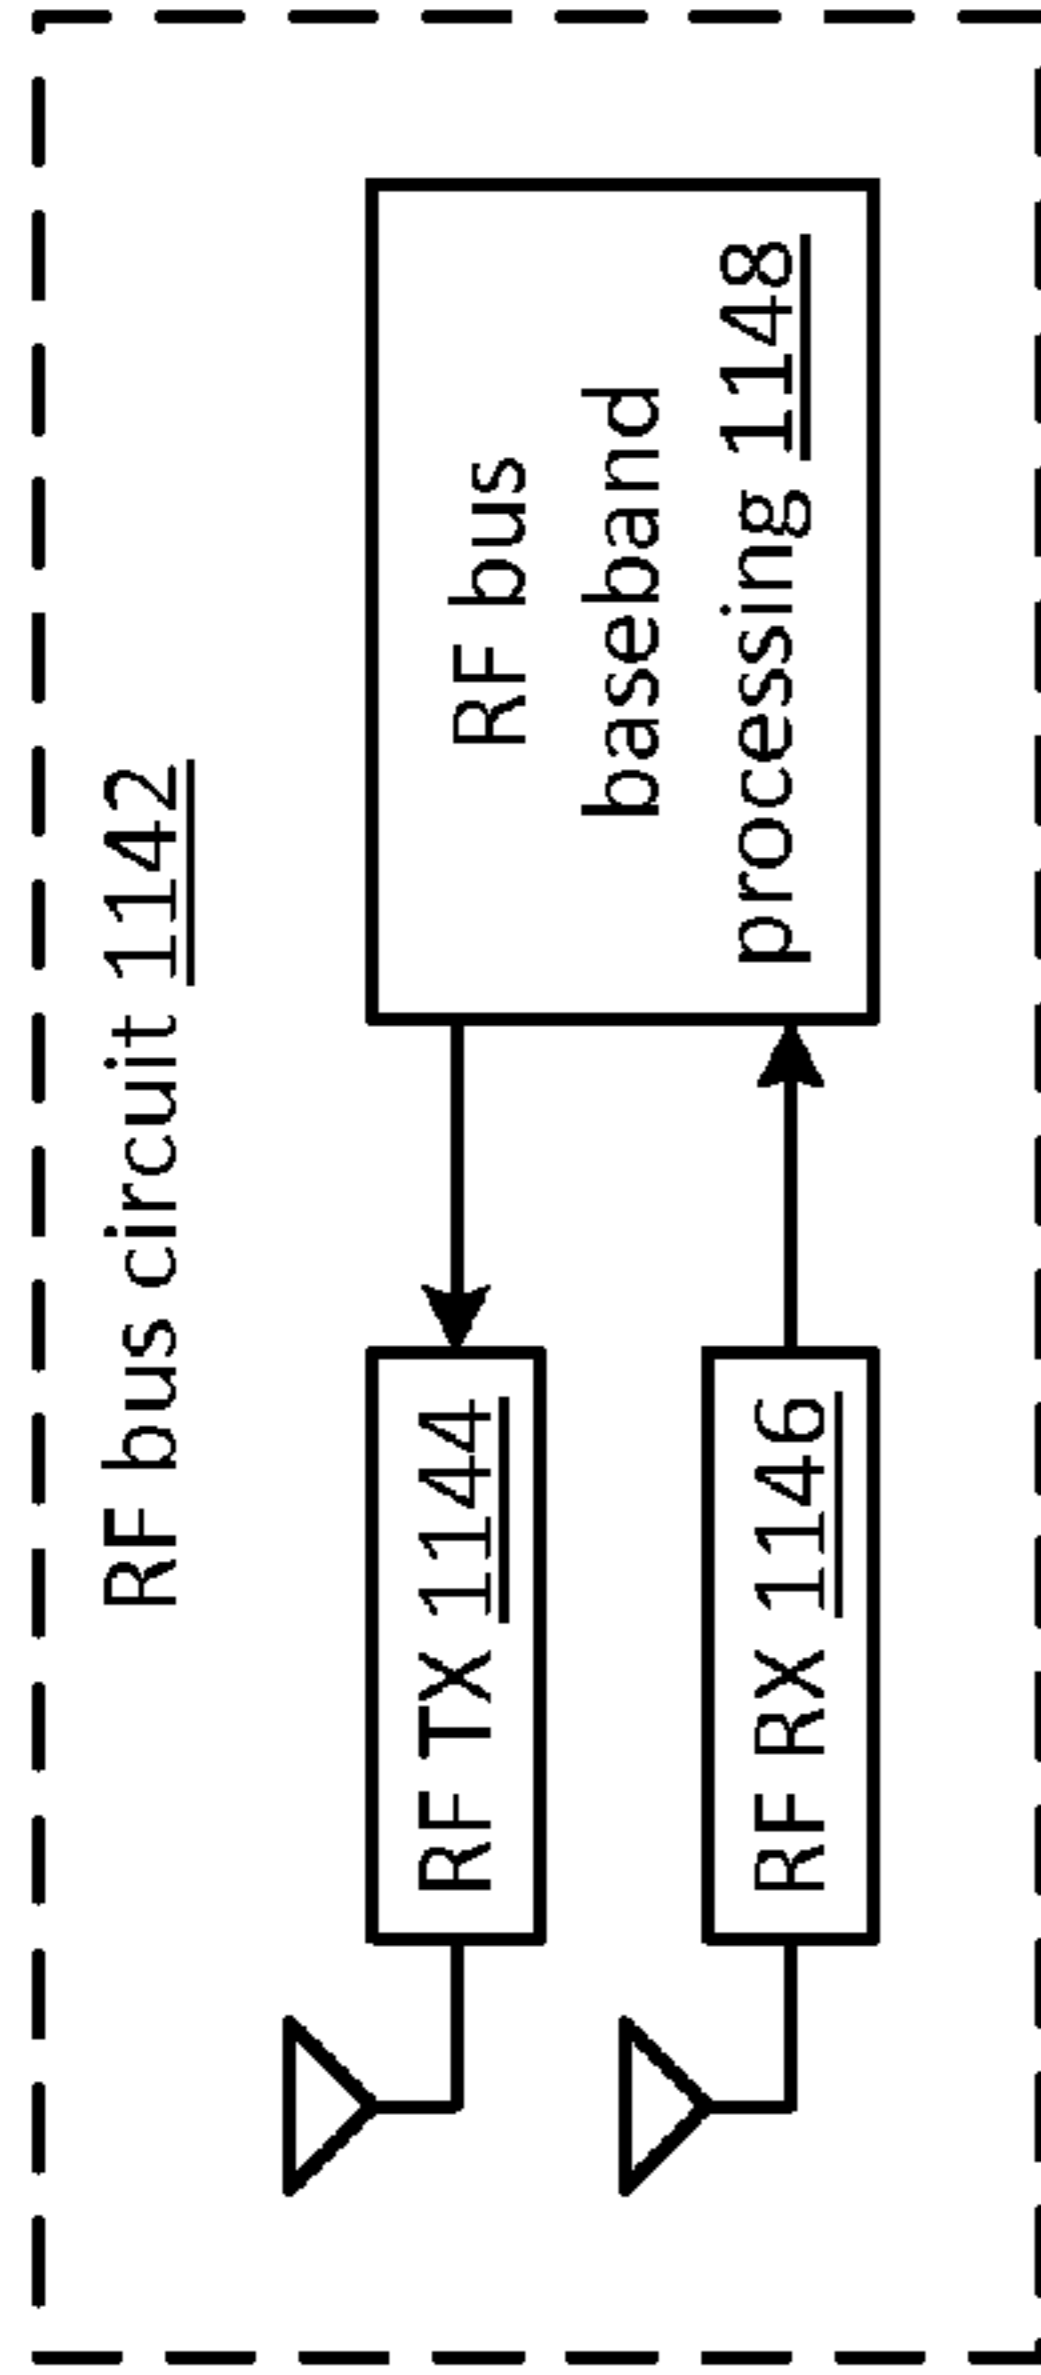 RF bus circuit 1142
RF TX 1144
RF RX 1146
RF bus
baseband
processing 1148